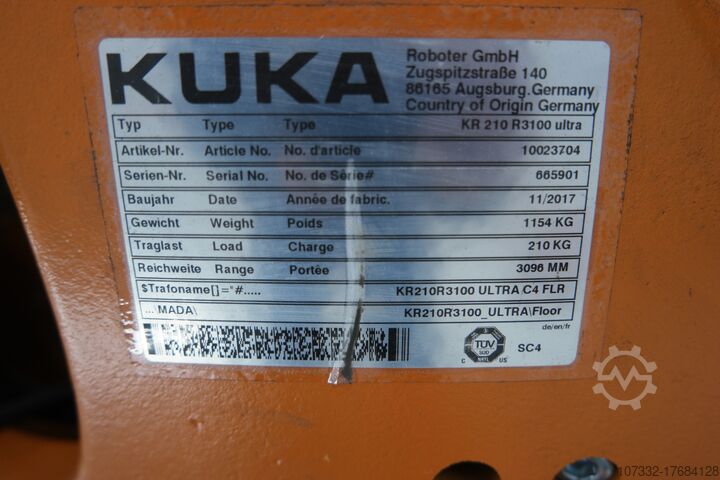 KUKA
Roboter GmbH
Zugspitzstraße 140
86165 Augsburg.Germany
Country of Origin Germany
Typ Type Type KR 210 R3100 ultra
Artikel-Nr. Article No. No. d'article 10023704
Serien-Nr. Serial No. No. de Série# 665901
Baujahr Date Année de fabric. 11/2017
Gewicht Weight Poids 1154 KG
Traglast Load Charge 210 KG
Reichweite Range Portée 3096 MM
$Trafoname[]="#..... KR210R3100 ULTRA C4 FLR
...\MADA\ KR210R3100_ULTRA\Floor
de/en/fr
TÜV
SÜD
C NRTL US
SC4
107332-17684128